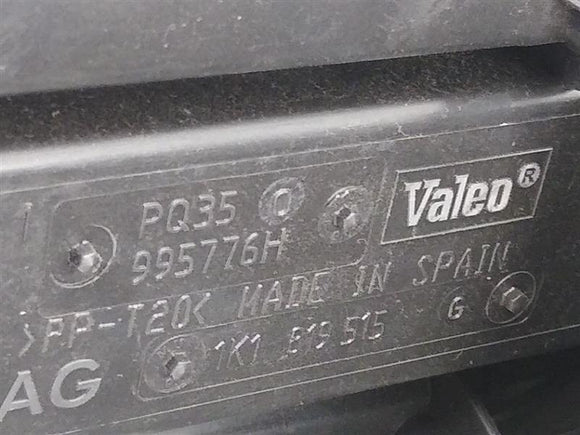 PQ35
995776H
Valeo®
>PP-T20< MADE IN SPAIN
1K1 819 515 G
AG